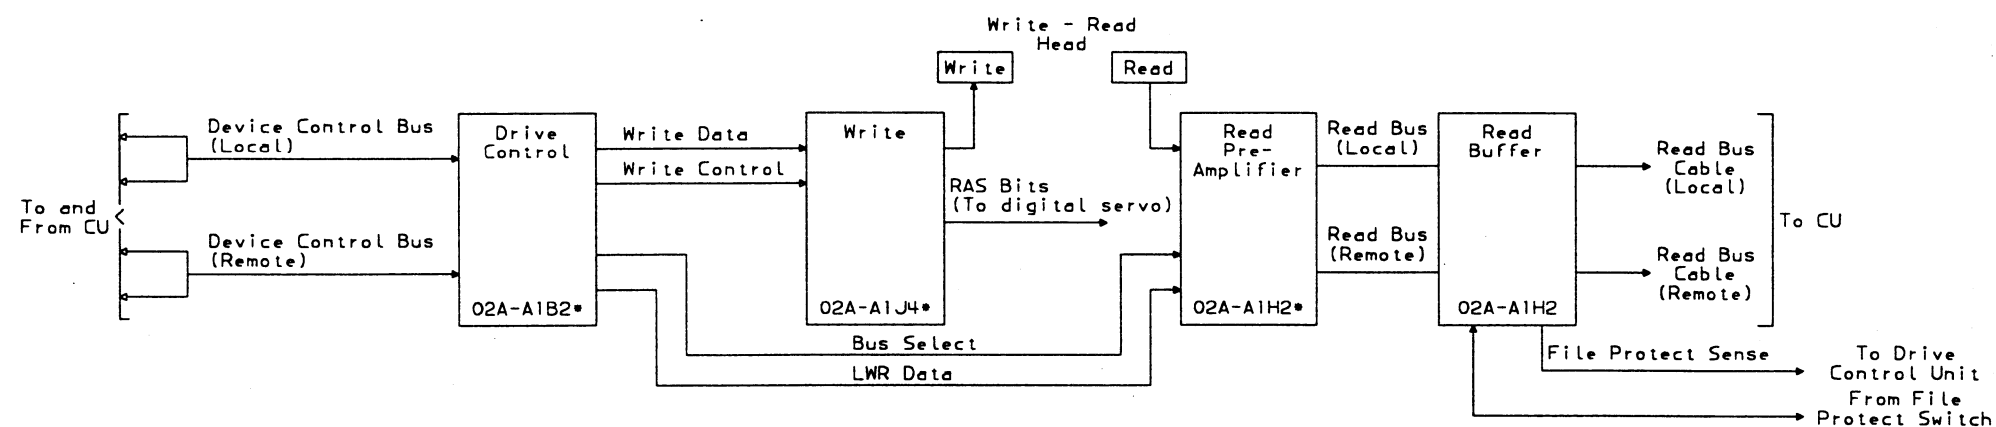 Write - Read
Head
Write
Read
To and
From CU
Device Control Bus
(Local)
Device Control Bus
(Remote)
Drive
Control
02A-A1B2*
Write Data
Write Control
Write
02A-A1J4*
RAS Bits
(To digital servo)
Bus Select
LWR Data
Read
Pre-
Amplifier
02A-A1H2*
Read Bus
(Local)
Read Bus
(Remote)
Read
Buffer
02A-A1H2
Read Bus
Cable
(Local)
Read Bus
Cable
(Remote)
To CU
File Protect Sense
To Drive
Control Unit
From File
Protect Switch